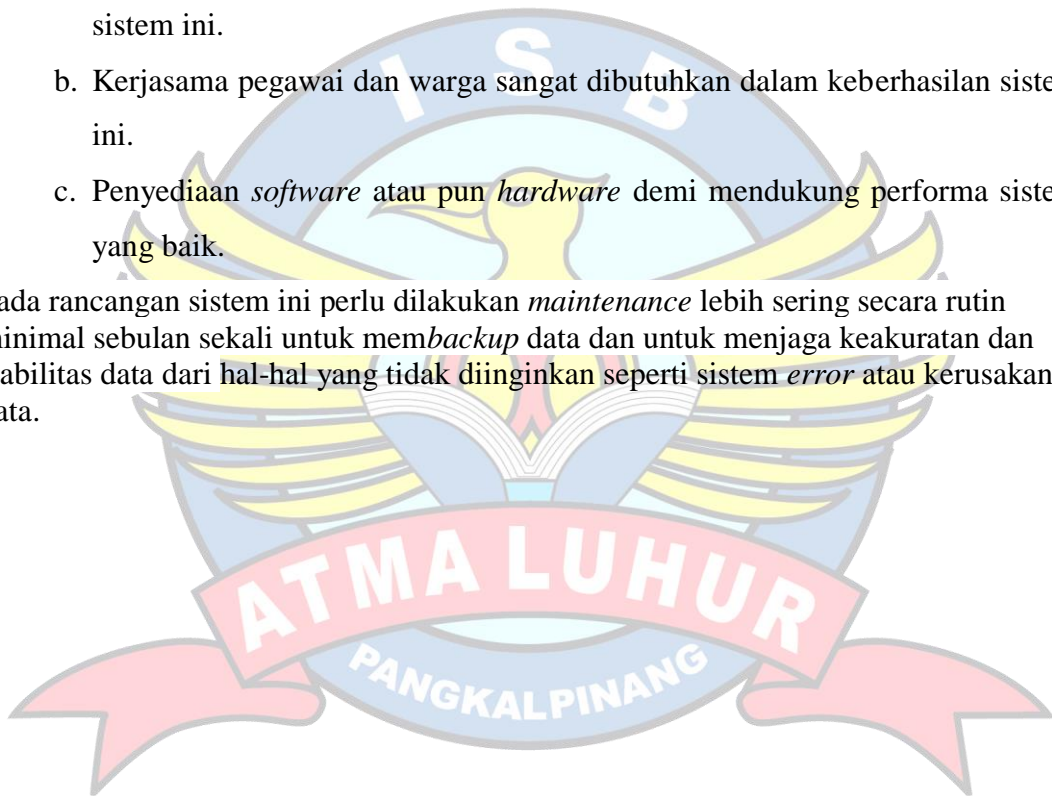 sistem ini.
b. Kerjasama pegawai dan warga sangat dibutuhkan dalam keberhasilan siste
ini.
c. Penyediaan software atau pun hardware demi mendukung performa siste
yang baik.
ada rancangan sistem ini perlu dilakukan maintenance lebih sering secara rutin
inimal sebulan sekali untuk membackup data dan untuk menjaga keakuratan dan
abilitas data dari hal-hal yang tidak diinginkan seperti sistem error atau kerusakan
ata.
I S B
ATMA LUHUR
PANGKALPINANG